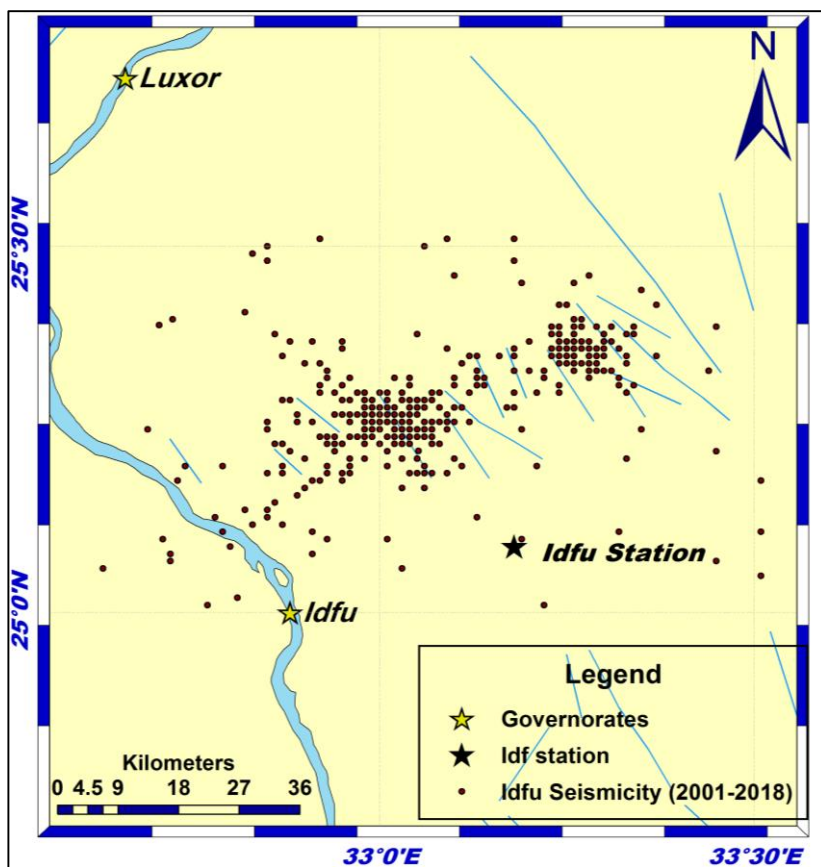 N
Luxor
25°30'N
Idfu Station
25°0'N
Idfu
Legend
Governorates
Idf station
Idfu Seismicity (2001-2018)
Kilometers
0 4.5 9 18 27 36
33°0'E
33°30'E